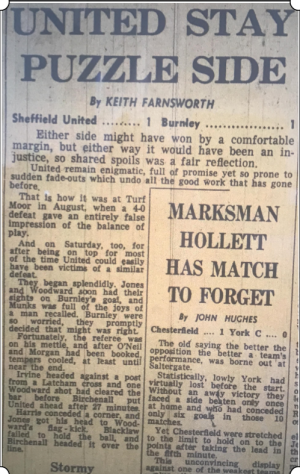 UNITED STAY
PUZZLE SIDE
By KEITH FARNSWORTH
Sheffield United ......... 1 Burnley .................. 1
Either side might have won by a comfortable
margin, but either way it would have been an in-
justice, so shared spoils was a fair reflection.
United remain enigmatic, full of promise yet so prone to
sudden fade-outs which undo all the good work that has gone
before.
That is how it was at Turf
Moor in August, when a 4-0
defeat gave an entirely false
impression of the balance of
play.
And on Saturday, too, for
after being on top for most
of the time United could easily
have been victims of a similar
defeat.
They began splendidly. Jones
and Woodward soon had their
sights on Burnley's goal, and
Munks was full of the joys of
a man recalled. Burnley were
so worried, they promptly
decided that might was right.
Fortunately, the referee was
on his mettle, and after O'Neil
and Morgan had been booked,
tempers cooled, at least until
near the end.
Irvine headed against a post
from a Latcham cross and one
Woodward shot had cleared the
bar before Birchenall put
United ahead after 27 minutes
Harris conceded a corner, and
Jones got his head to Wood-
ward's flag-kick. Blacklaw
failed to hold the ball, and
Birchenall headed it over the
line.
Stormy
MARKSMAN
HOLLETT
HAS MATCH
TO FORGET
By JOHN HUGHES
Chesterfield .... 1 York C ..... 0
The old saying the better the
opposition the better a team's
performance, was borne out at
Saltergate.
Statistically, lowly York had
virtually lost before the start.
Without an away victory they
faced a side beaten only once
at home and who had conceded
only six goals in those 10
matches.
Yet Chesterfield were stretched
to the limit to hold on to the
points after taking the lead in
the fifth minute.
This unconvincing display
against one of the